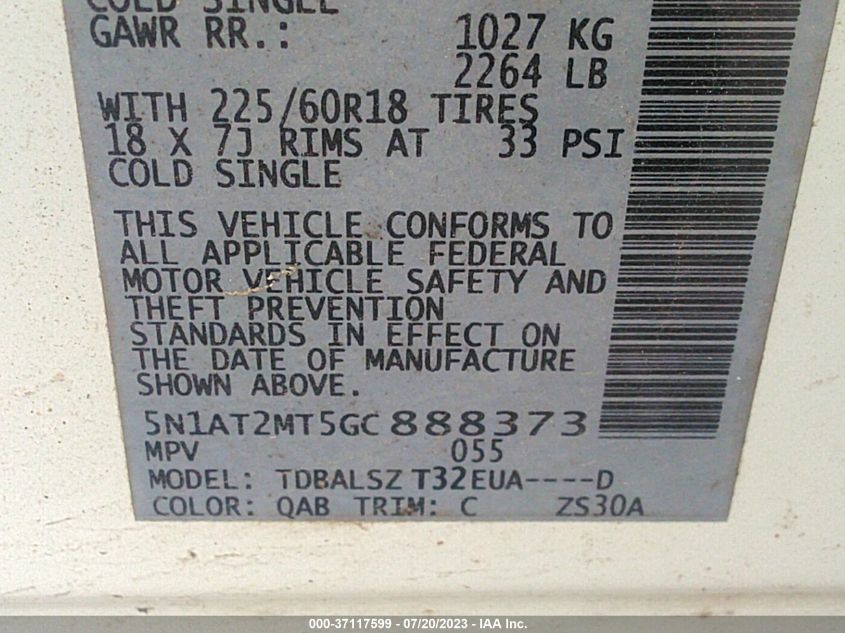 COLD SINGLE
GAWR RR.: 1027 KG
2264 LB
WITH 225/60R18 TIRES
18 X 7J RIMS AT 33 PSI
COLD SINGLE
THIS VEHICLE CONFORMS TO
ALL APPLICABLE FEDERAL
MOTOR VEHICLE SAFETY AND
THEFT PREVENTION
STANDARDS IN EFFECT ON
THE DATE OF MANUFACTURE
SHOWN ABOVE.
5N1AT2MT5GC888373
MPV 055
MODEL: TDBALSZ T32EUA----D
COLOR: QAB TRIM: C ZS30A
000-37117599 / 07/20/2023 - IAA Inc.